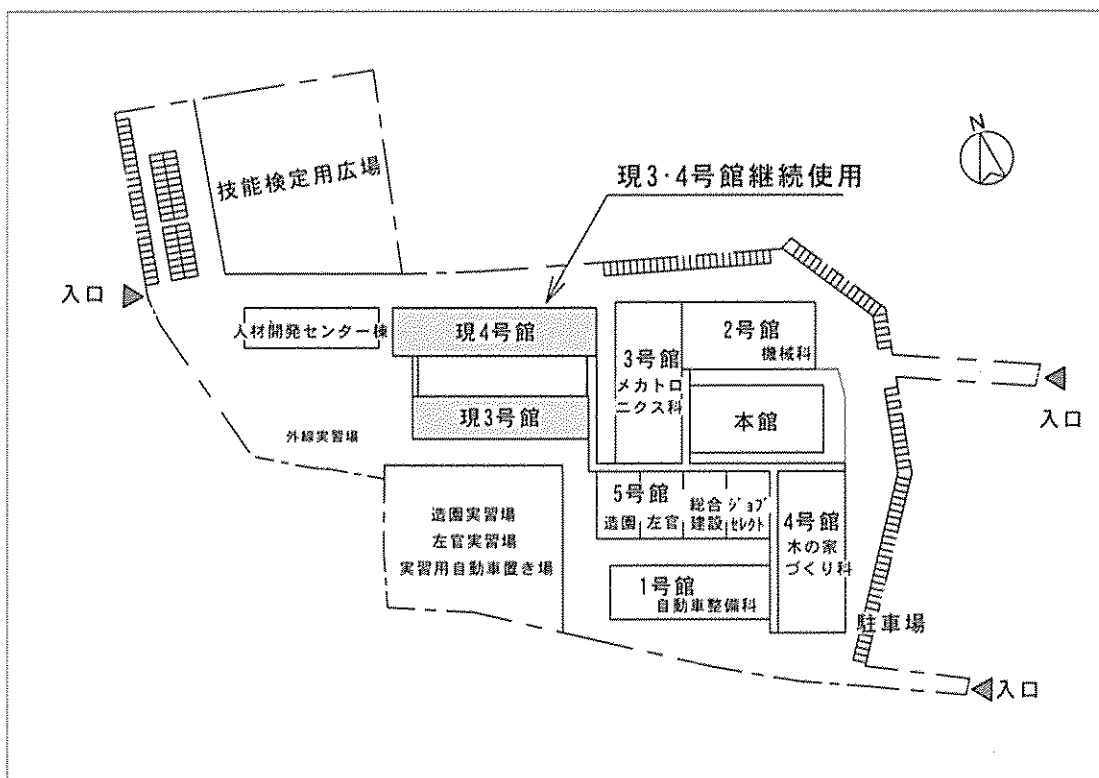 N
技能検定用広場
現3・4号館継続使用
入口
人材開発センター棟
現4号館
3号館
メカトロ
ニクス科
2号館
機械科
入口
本館
現3号館
外線実習場
造園実習場
左官実習場
実習用自動車置き場
5号館
造園
左官
総合
建設
ジョブ
セレクト
4号館
木の家
づくり科
1号館
自動車整備科
駐車場
入口